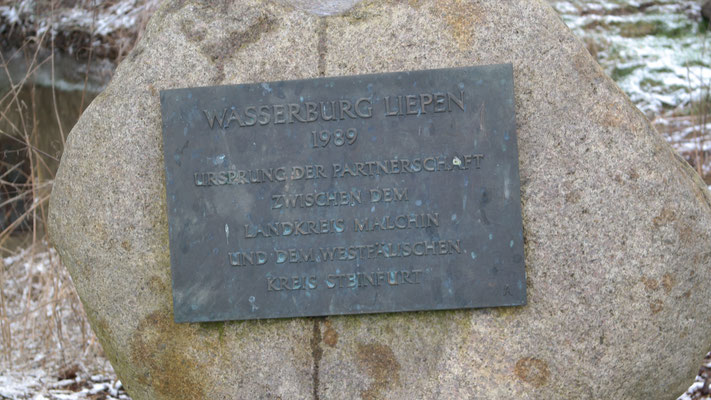 WASSERBURG LIEPEN
1989
URSPRUNG DER PARTNERSCHAFT
ZWISCHEN DEM
LANDKREIS MALCHIN
UND DEM WESTFÄLISCHEN
KREIS STEINFURT